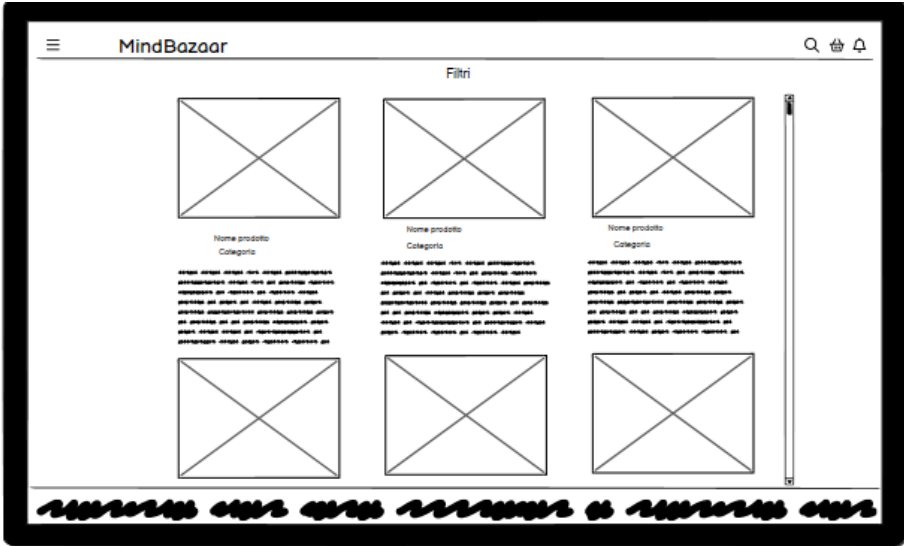 MindBazaar
Filtri
Nome prodotto
Categoria
Nome prodotto
Categoria
Nome prodotto
Categoria